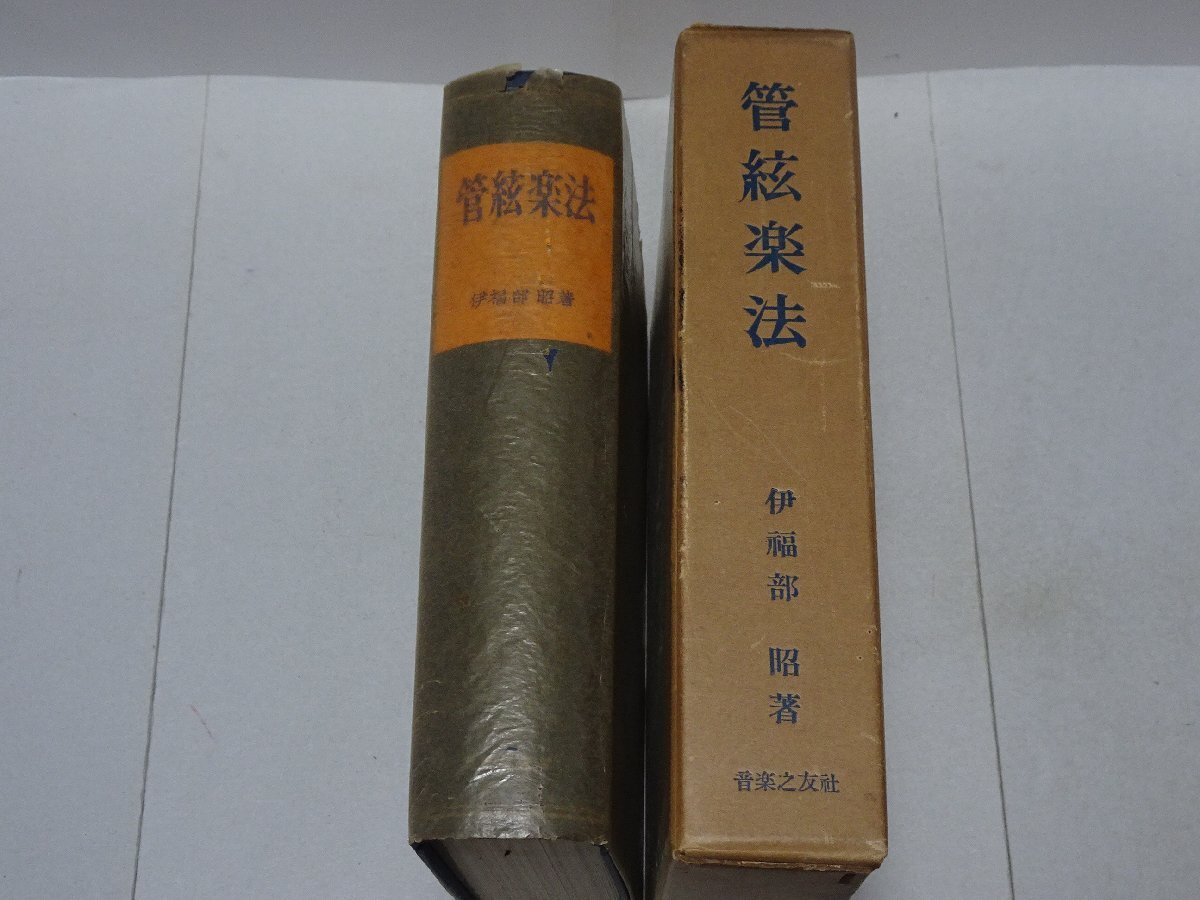 管絃楽法
伊福部 昭著
管絃楽法
伊福部 昭著
音楽之友社